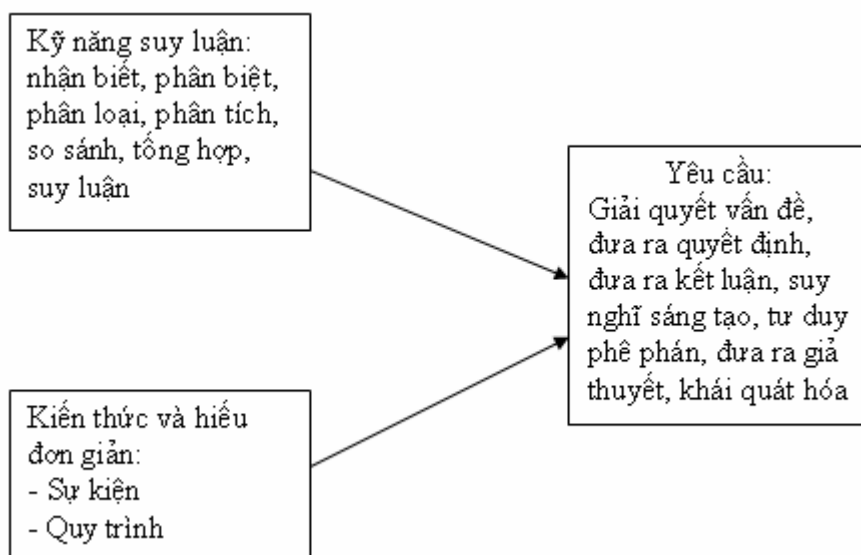 Kỹ năng suy luận:
nhận biết, phân biệt,
phân loại, phân tích,
so sánh, tổng hợp,
suy luận
Yêu cầu:
Giải quyết vấn đề,
đưa ra quyết định,
đưa ra kết luận, suy
nghĩ sáng tạo, tư duy
phê phán, đưa ra giả
thuyết, khái quát hóa
Kiến thức và hiểu
đơn giản:
- Sự kiện
- Quy trình